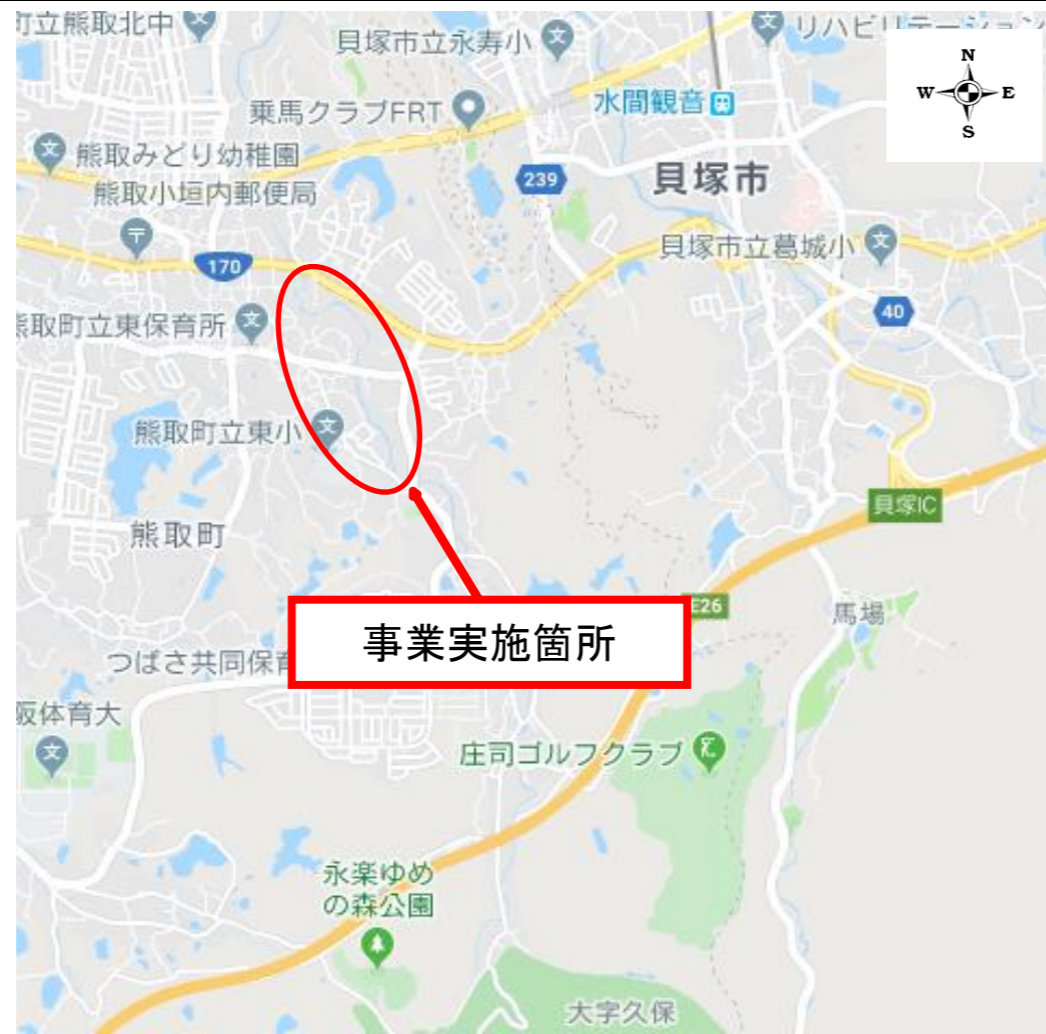 町立熊取北中
貝塚市立永寿小
リハビリテーション
N
W E
S
乗馬クラブFRT
水間観音
熊取みどり幼稚園
239
貝塚市
熊取小垣内郵便局
貝塚市立葛城小
170
40
熊取町立東保育所
熊取町立東小
貝塚IC
熊取町
E26
馬場
事業実施箇所
つばさ共同保育
阪体育大
庄司ゴルフクラブ
永楽ゆめ
の森公園
大字久保